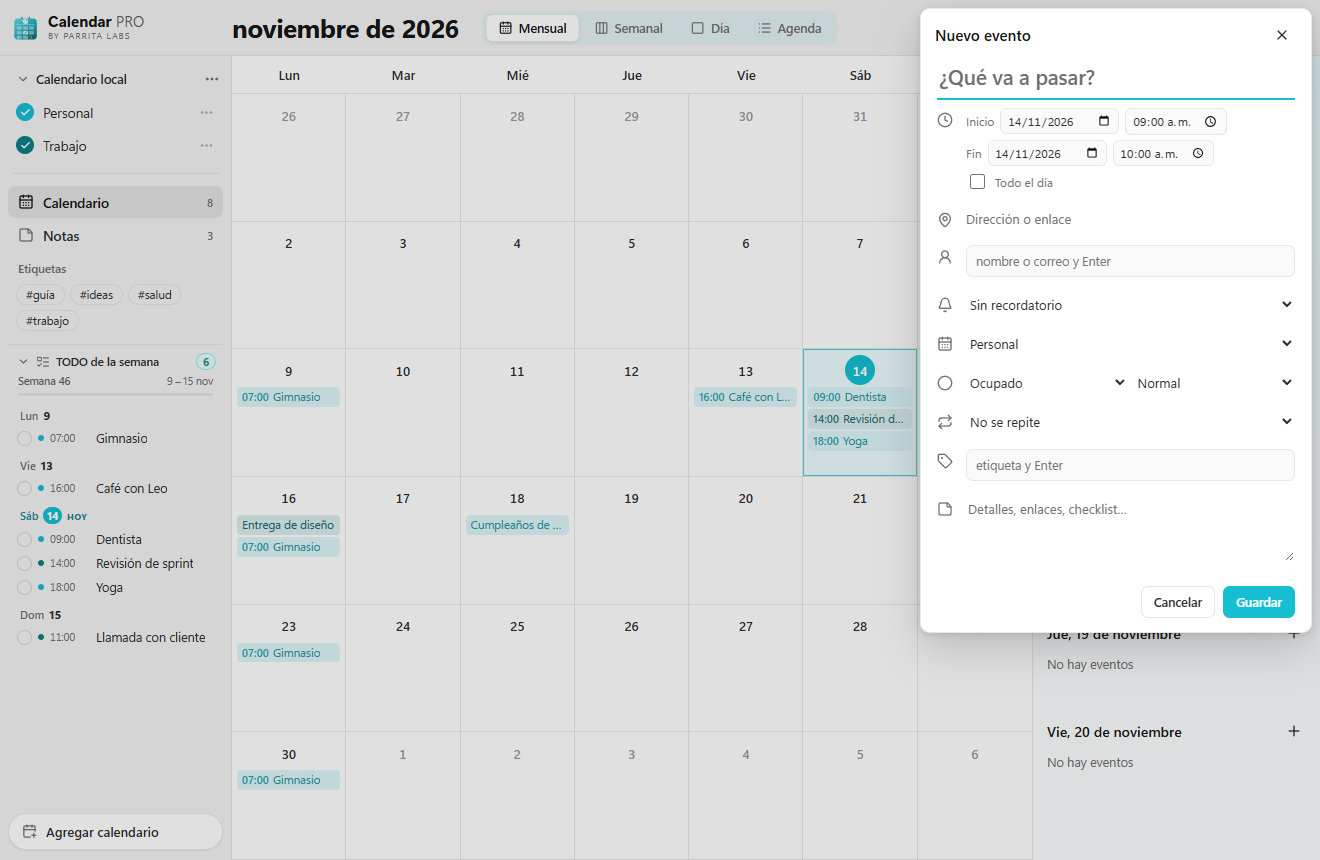 Calendar PRO
BY PARRITA LABS
noviembre de 2026
Mensual
Semanal
Día
Agenda
Calendario local
Personal
Trabajo
Calendario 8
Notas 3
Etiquetas
#guía #ideas #salud
#trabajo
TODO de la semana 6
Semana 46 9 – 15 nov
Lun 9
07:00 Gimnasio
Vie 13
16:00 Café con Leo
Sáb 14 HOY
09:00 Dentista
14:00 Revisión de sprint
18:00 Yoga
Dom 15
11:00 Llamada con cliente
Agregar calendario
Lun Mar Mié Jue Vie Sáb
26 27 28 29 30 31
2 3 4 5 6 7
9 10 11 12 13 14
07:00 Gimnasio
16:00 Café con L...
09:00 Dentista
14:00 Revisión d...
18:00 Yoga
16 17 18 19 20 21
Entrega de diseño
07:00 Gimnasio
Cumpleaños de ...
23 24 25 26 27 28
07:00 Gimnasio
30 1 2 3 4 5 6
07:00 Gimnasio
Nuevo evento
¿Qué va a pasar?
Inicio 14/11/2026 09:00 a.m.
Fin 14/11/2026 10:00 a.m.
Todo el día
Dirección o enlace
nombre o correo y Enter
Sin recordatorio
Personal
Ocupado Normal
No se repite
etiqueta y Enter
Detalles, enlaces, checklist...
Cancelar Guardar
Jue, 19 de noviembre
No hay eventos
Vie, 20 de noviembre
No hay eventos